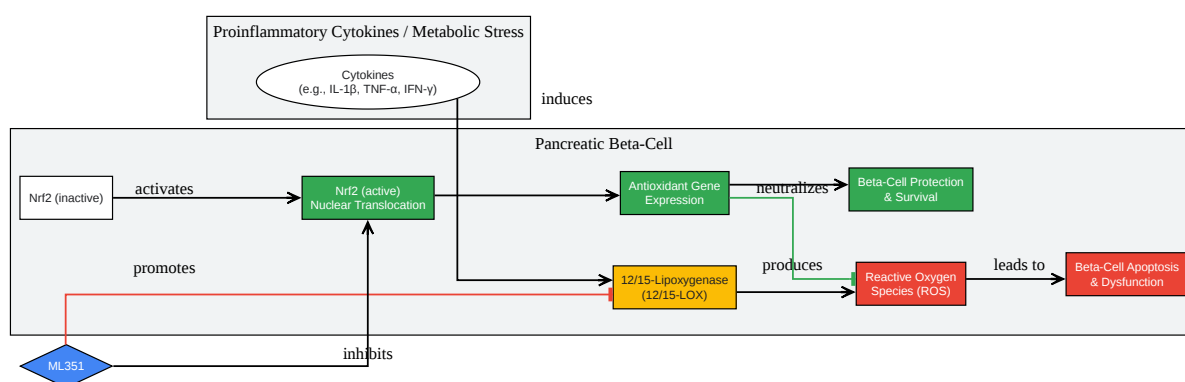 Proinflammatory Cytokines / Metabolic Stress
Cytokines
(e.g., IL-1β, TNF-α, IFN-γ)
induces
Pancreatic Beta-Cell
Nrf2 (inactive)
activates
Nrf2 (active)
Nuclear Translocation
Antioxidant Gene
Expression
neutralizes
Beta-Cell Protection
& Survival
promotes
12/15-Lipoxygenase
(12/15-LOX)
produces
Reactive Oxygen
Species (ROS)
leads to
Beta-Cell Apoptosis
& Dysfunction
ML351
inhibits